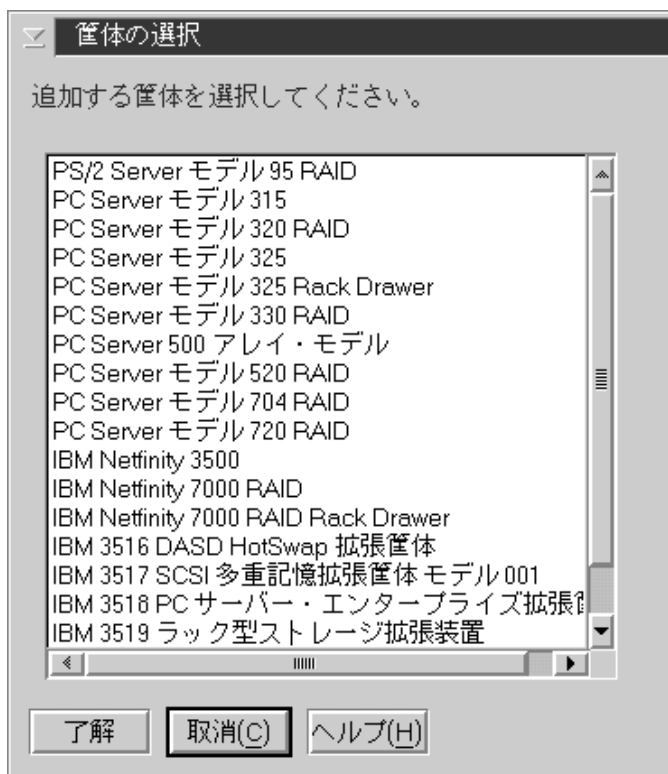 筐体の選択
追加する筐体を選択してください。
PS/2 Server モデル 95 RAID
PC Server モデル 315
PC Server モデル 320 RAID
PC Server モデル 325
PC Server モデル 325 Rack Drawer
PC Server モデル 330 RAID
PC Server 500 アレイ・モデル
PC Server モデル 520 RAID
PC Server モデル 704 RAID
PC Server モデル 720 RAID
IBM Netfinity 3500
IBM Netfinity 7000 RAID
IBM Netfinity 7000 RAID Rack Drawer
IBM 3516 DASD HotSwap 拡張筐体
IBM 3517 SCSI 多重記憶拡張筐体 モデル 001
IBM 3518 PC サーバー・エンタープライズ拡張
IBM 3519 ラック型ストレージ拡張装置
了解 取消(C) ヘルプ(H)